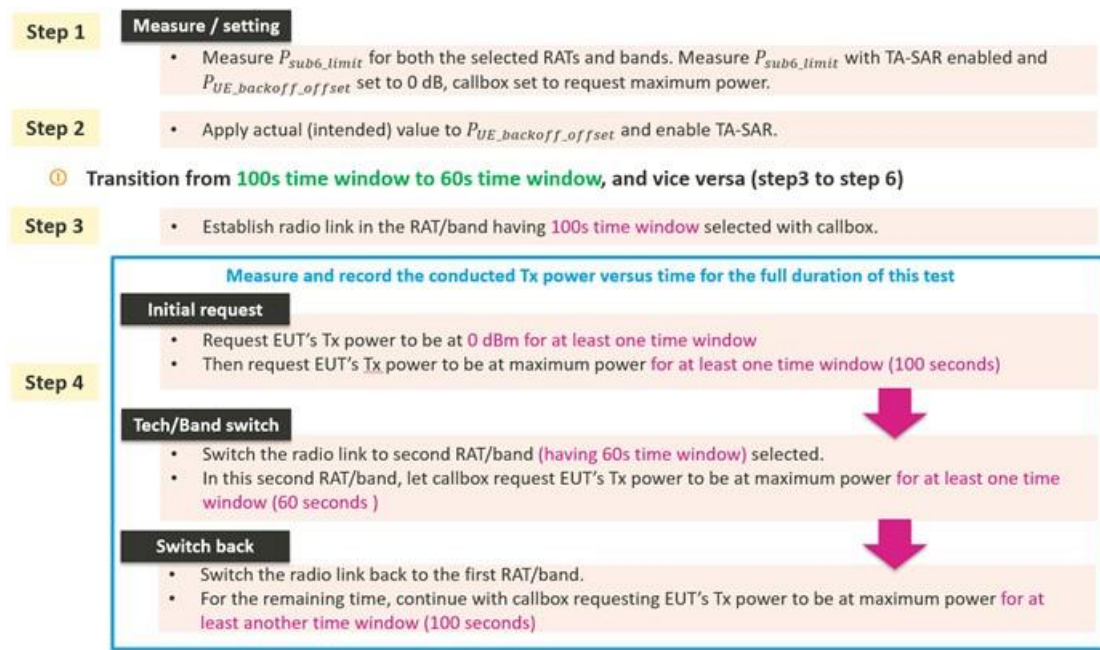 Step 1
Measure / setting
• Measure P_sub6_limit for both the selected RATs and bands. Measure P_sub6_limit with TA-SAR enabled and
P_UE_backoff_offset set to 0 dB, callbox set to request maximum power.
Step 2
• Apply actual (intended) value to P_UE_backoff_offset and enable TA-SAR.
① Transition from 100s time window to 60s time window, and vice versa (step3 to step 6)
Step 3
• Establish radio link in the RAT/band having 100s time window selected with callbox.
Measure and record the conducted Tx power versus time for the full duration of this test
Step 4
Initial request
• Request EUT's Tx power to be at 0 dBm for at least one time window
• Then request EUT's Tx power to be at maximum power for at least one time window (100 seconds)
Tech/Band switch
• Switch the radio link to second RAT/band (having 60s time window) selected.
• In this second RAT/band, let callbox request EUT's Tx power to be at maximum power for at least one time
window (60 seconds )
Switch back
• Switch the radio link back to the first RAT/band.
• For the remaining time, continue with callbox requesting EUT's Tx power to be at maximum power for at
least another time window (100 seconds)